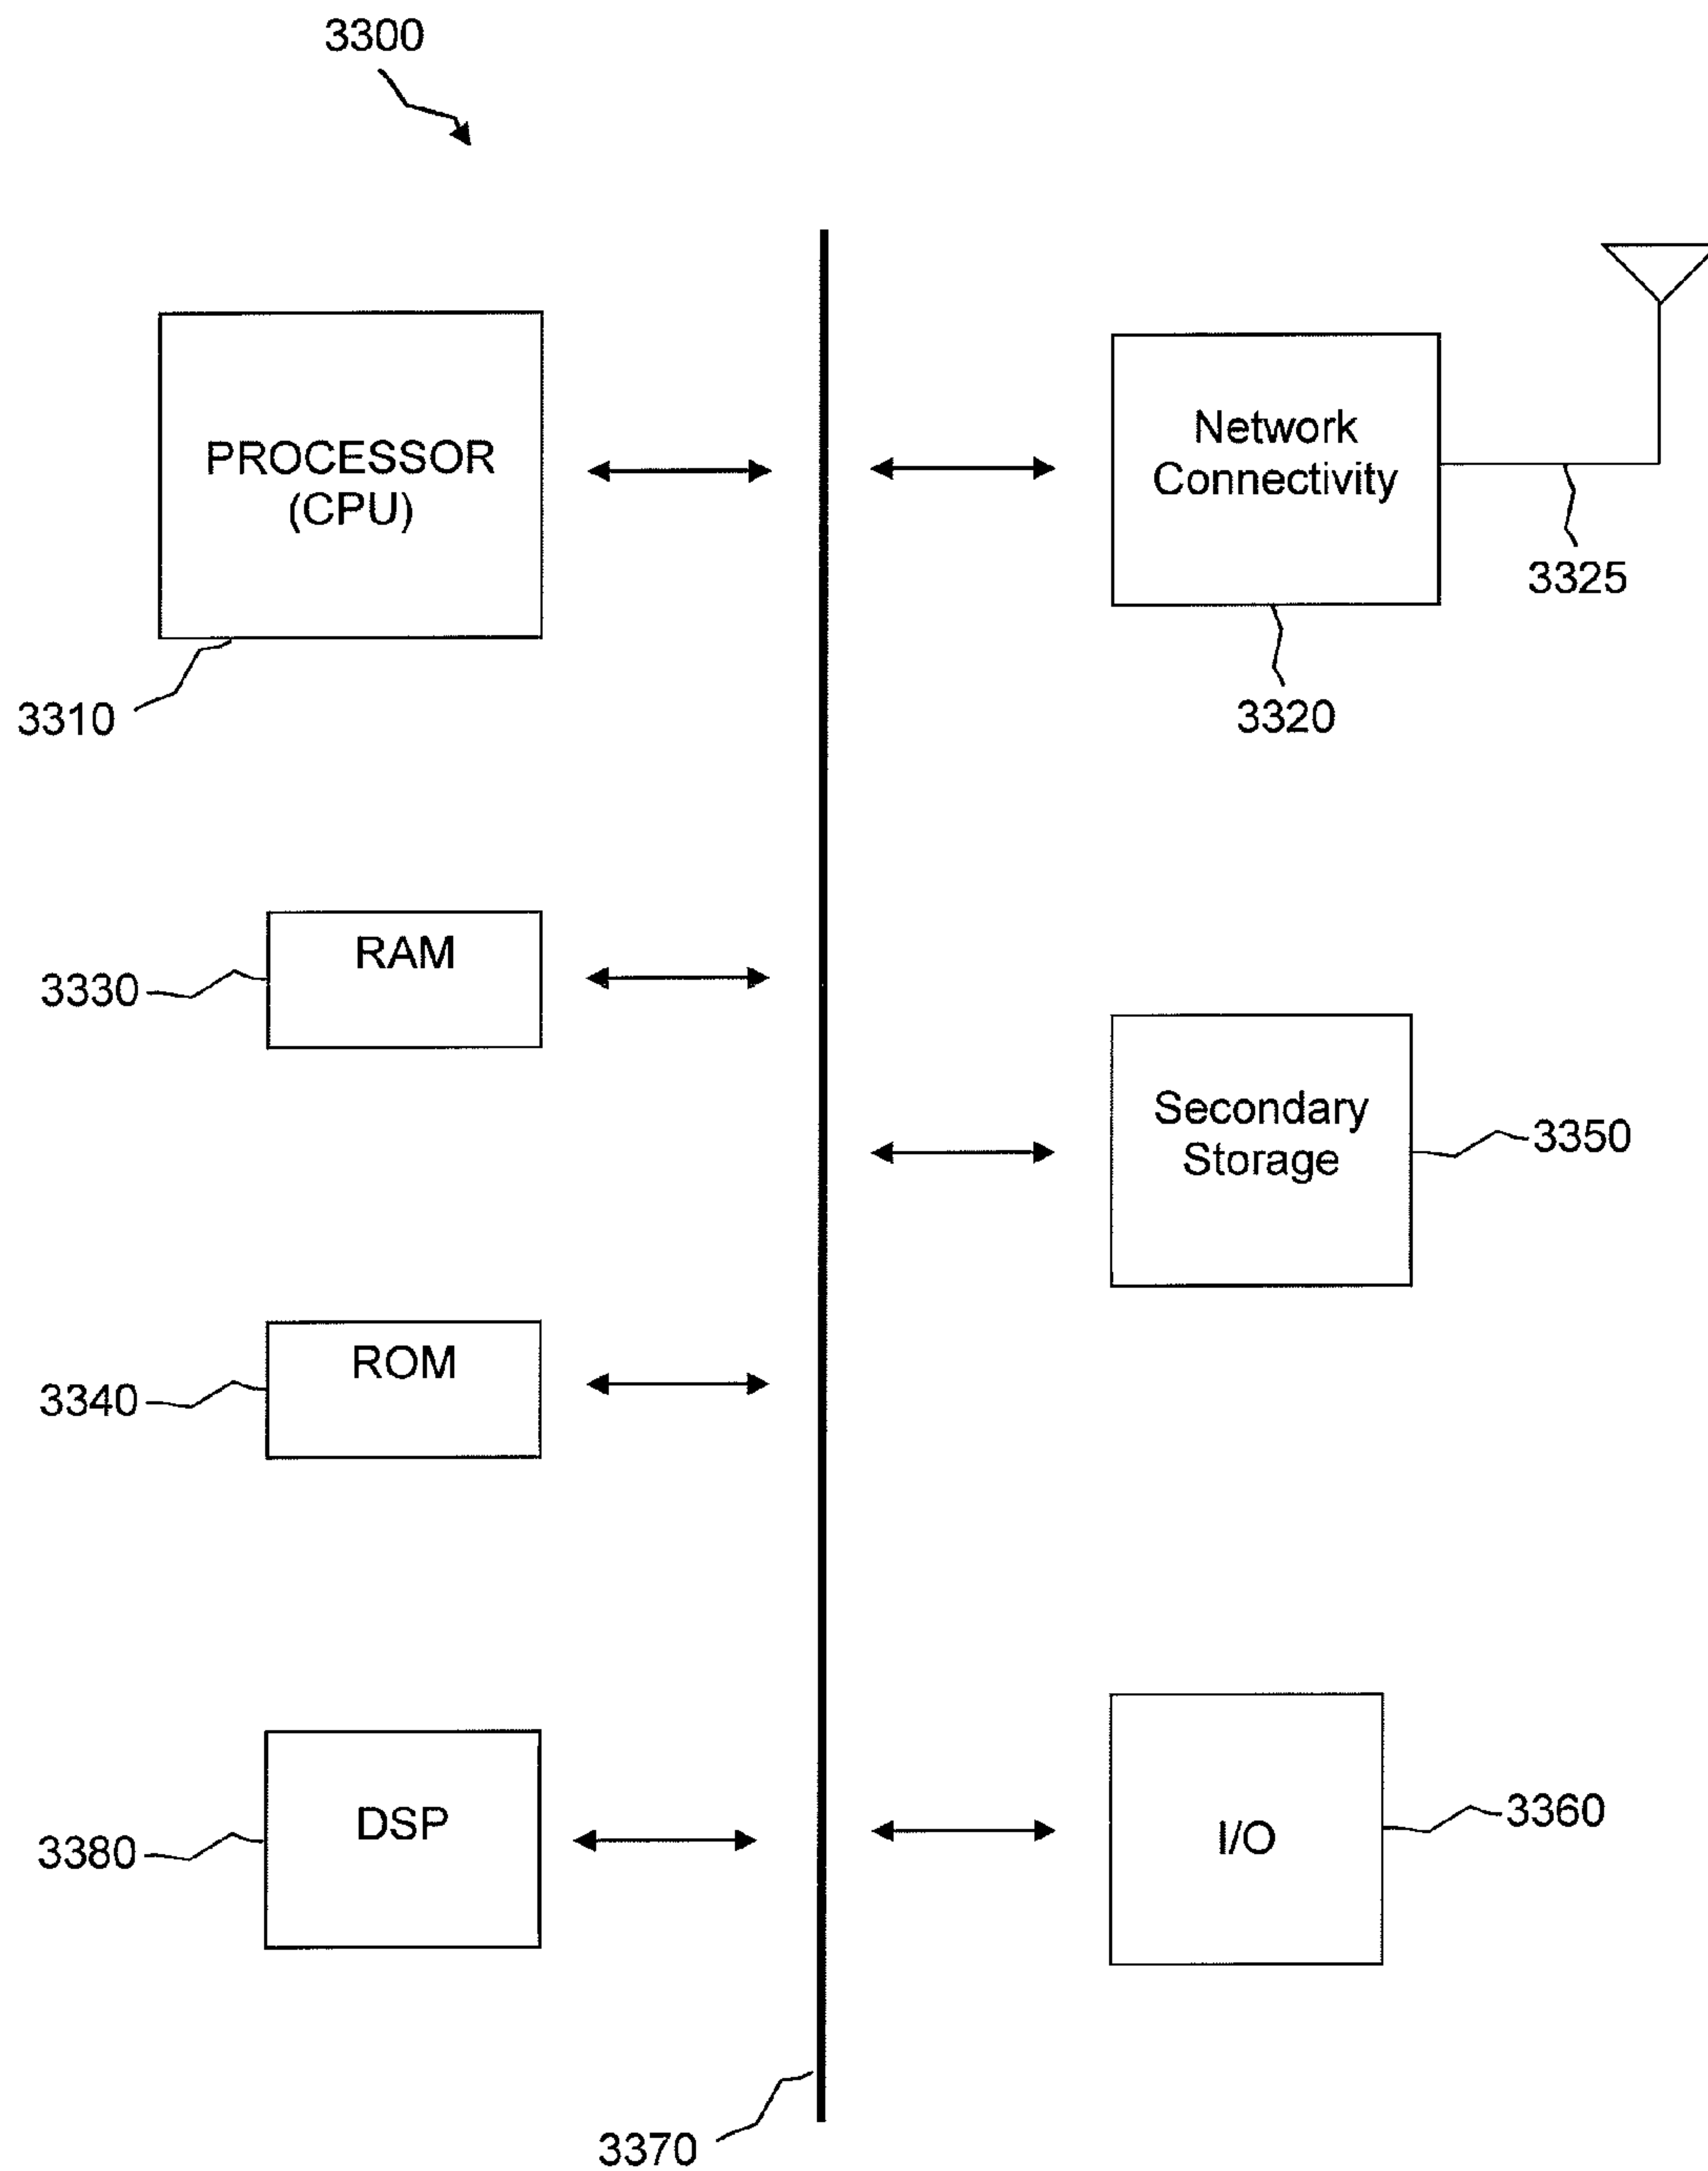 3300
PROCESSOR
(CPU)
3310
Network
Connectivity
3325
3320
RAM
3330
Secondary
Storage
3350
ROM
3340
DSP
3380
I/O
3360
3370